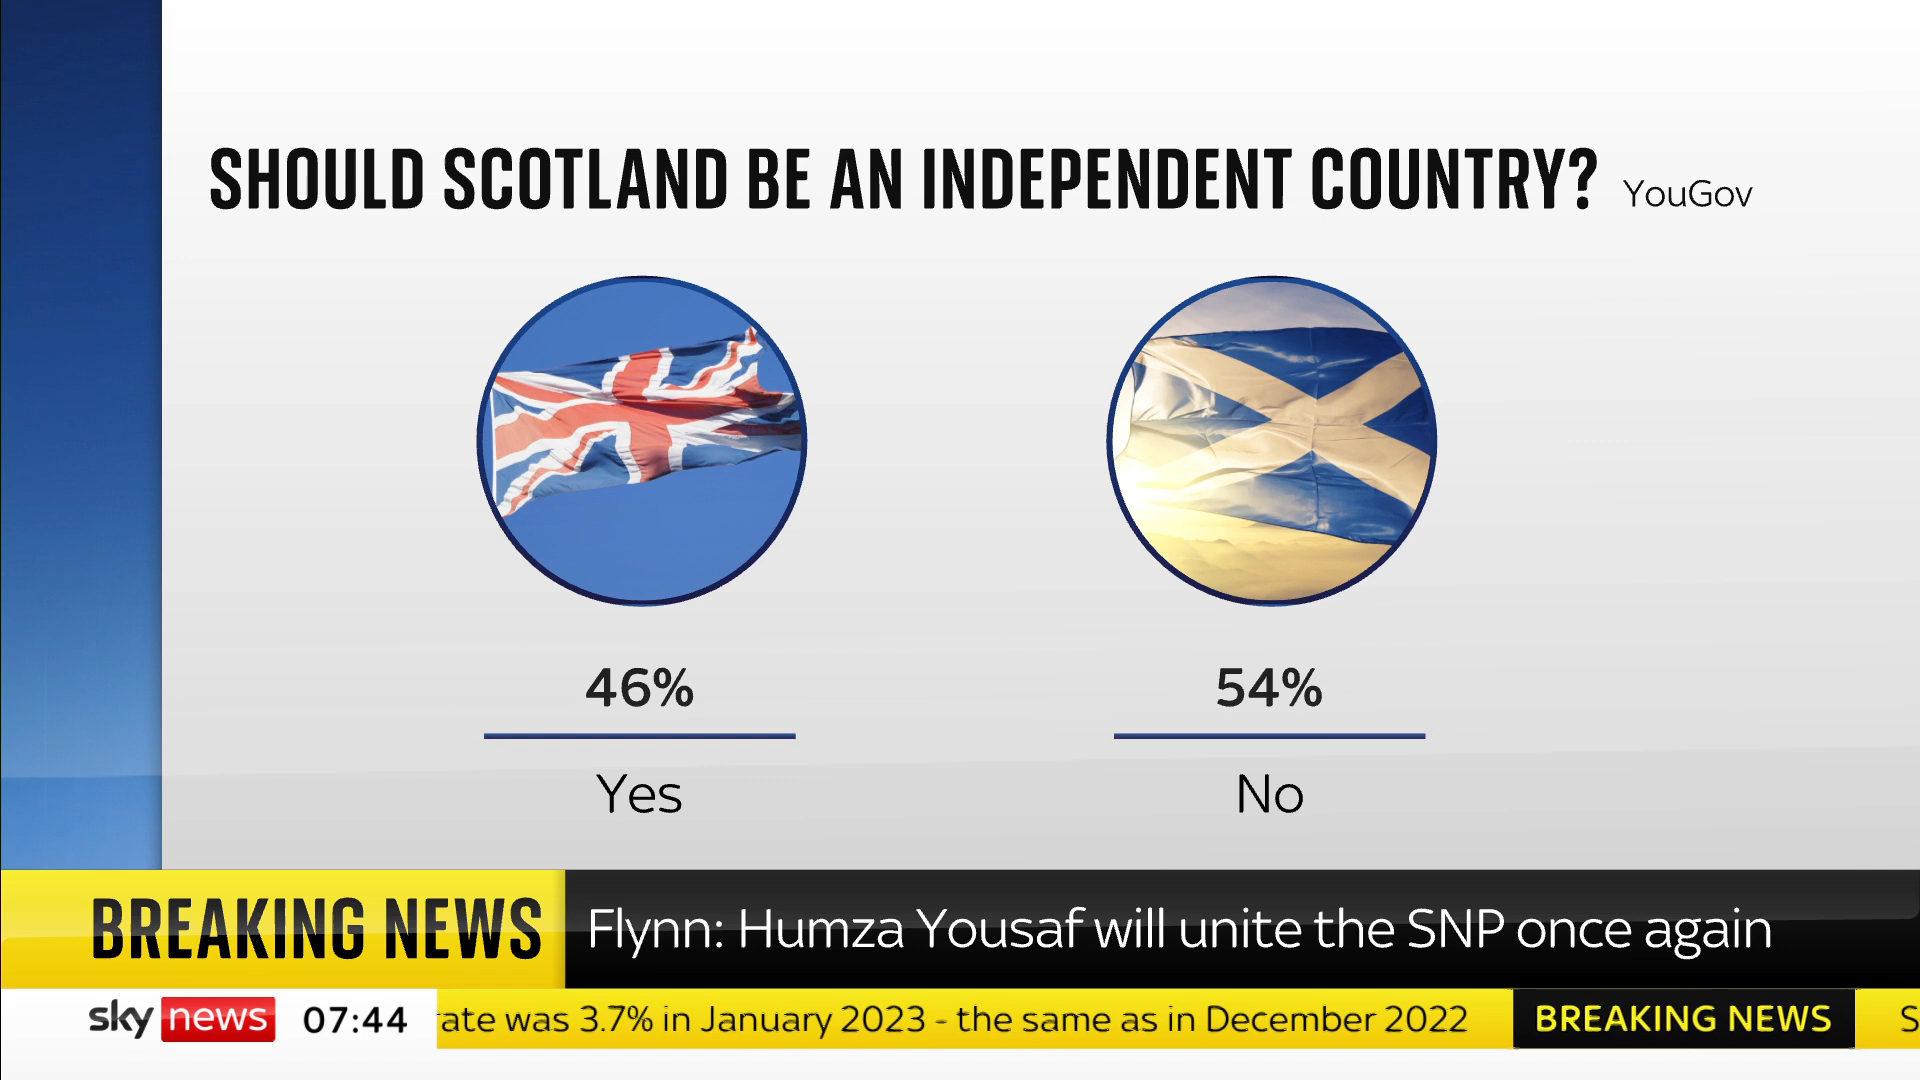 SHOULD SCOTLAND BE AN INDEPENDENT COUNTRY? YouGov
46% 54%
Yes No
BREAKING NEWS Flynn: Humza Yousaf will unite the SNP once again
sky news 07:44 ate was 3.7% in January 2023 - the same as in December 2022 BREAKING NEWS S